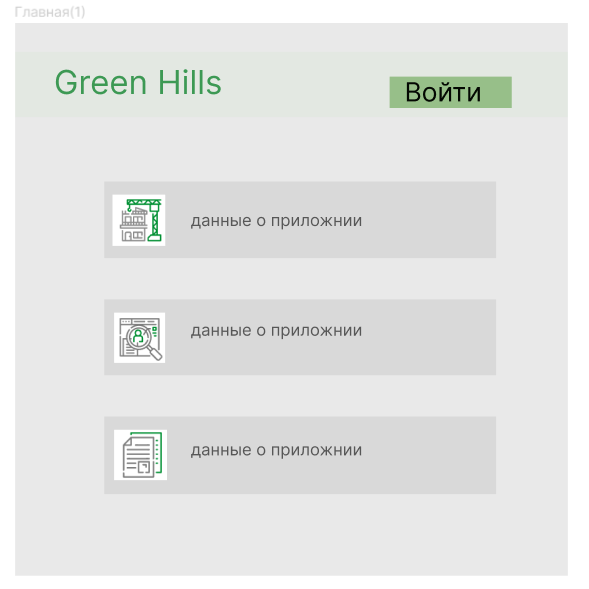 Главная(1)
Green Hills
Войти
данные о приложнии
данные о приложнии
данные о приложнии